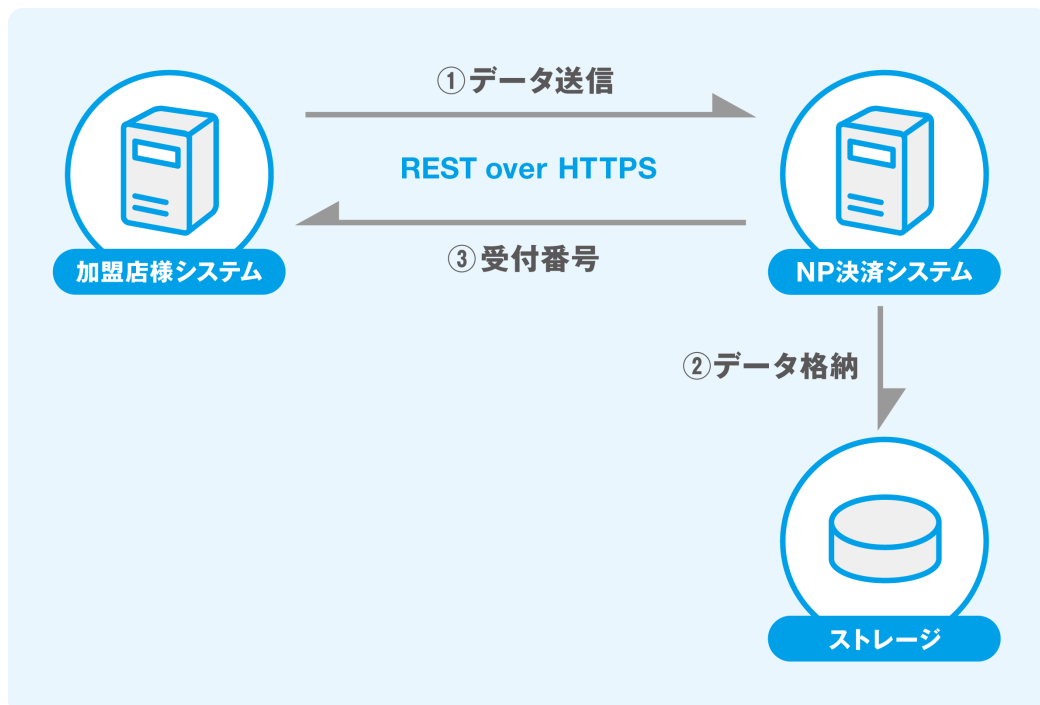 ①データ送信
REST over HTTPS
③受付番号
加盟店様システム
NP決済システム
②データ格納
ストレージ